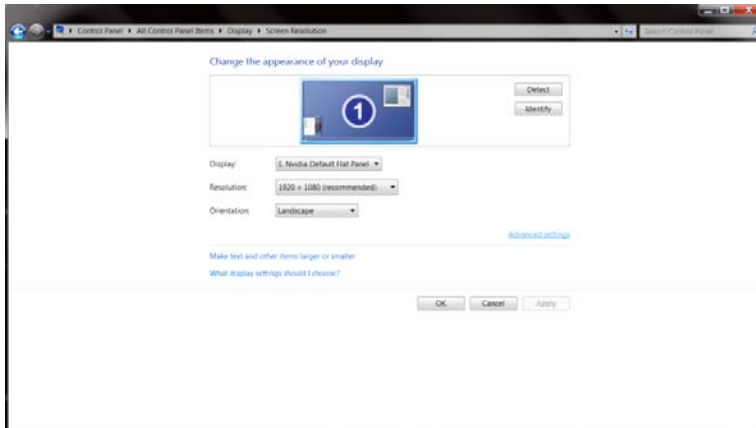 Control Panel ▸ All Control Panel Items ▸ Display ▸ Screen Resolution
Search Control Panel
Change the appearance of your display
1
Detect
Identify
Display: 1. Nvidia Default Flat Panel
Resolution: 1920 × 1080 (recommended)
Orientation: Landscape
Advanced settings
Make text and other items larger or smaller
What display settings should I choose?
OK Cancel Apply